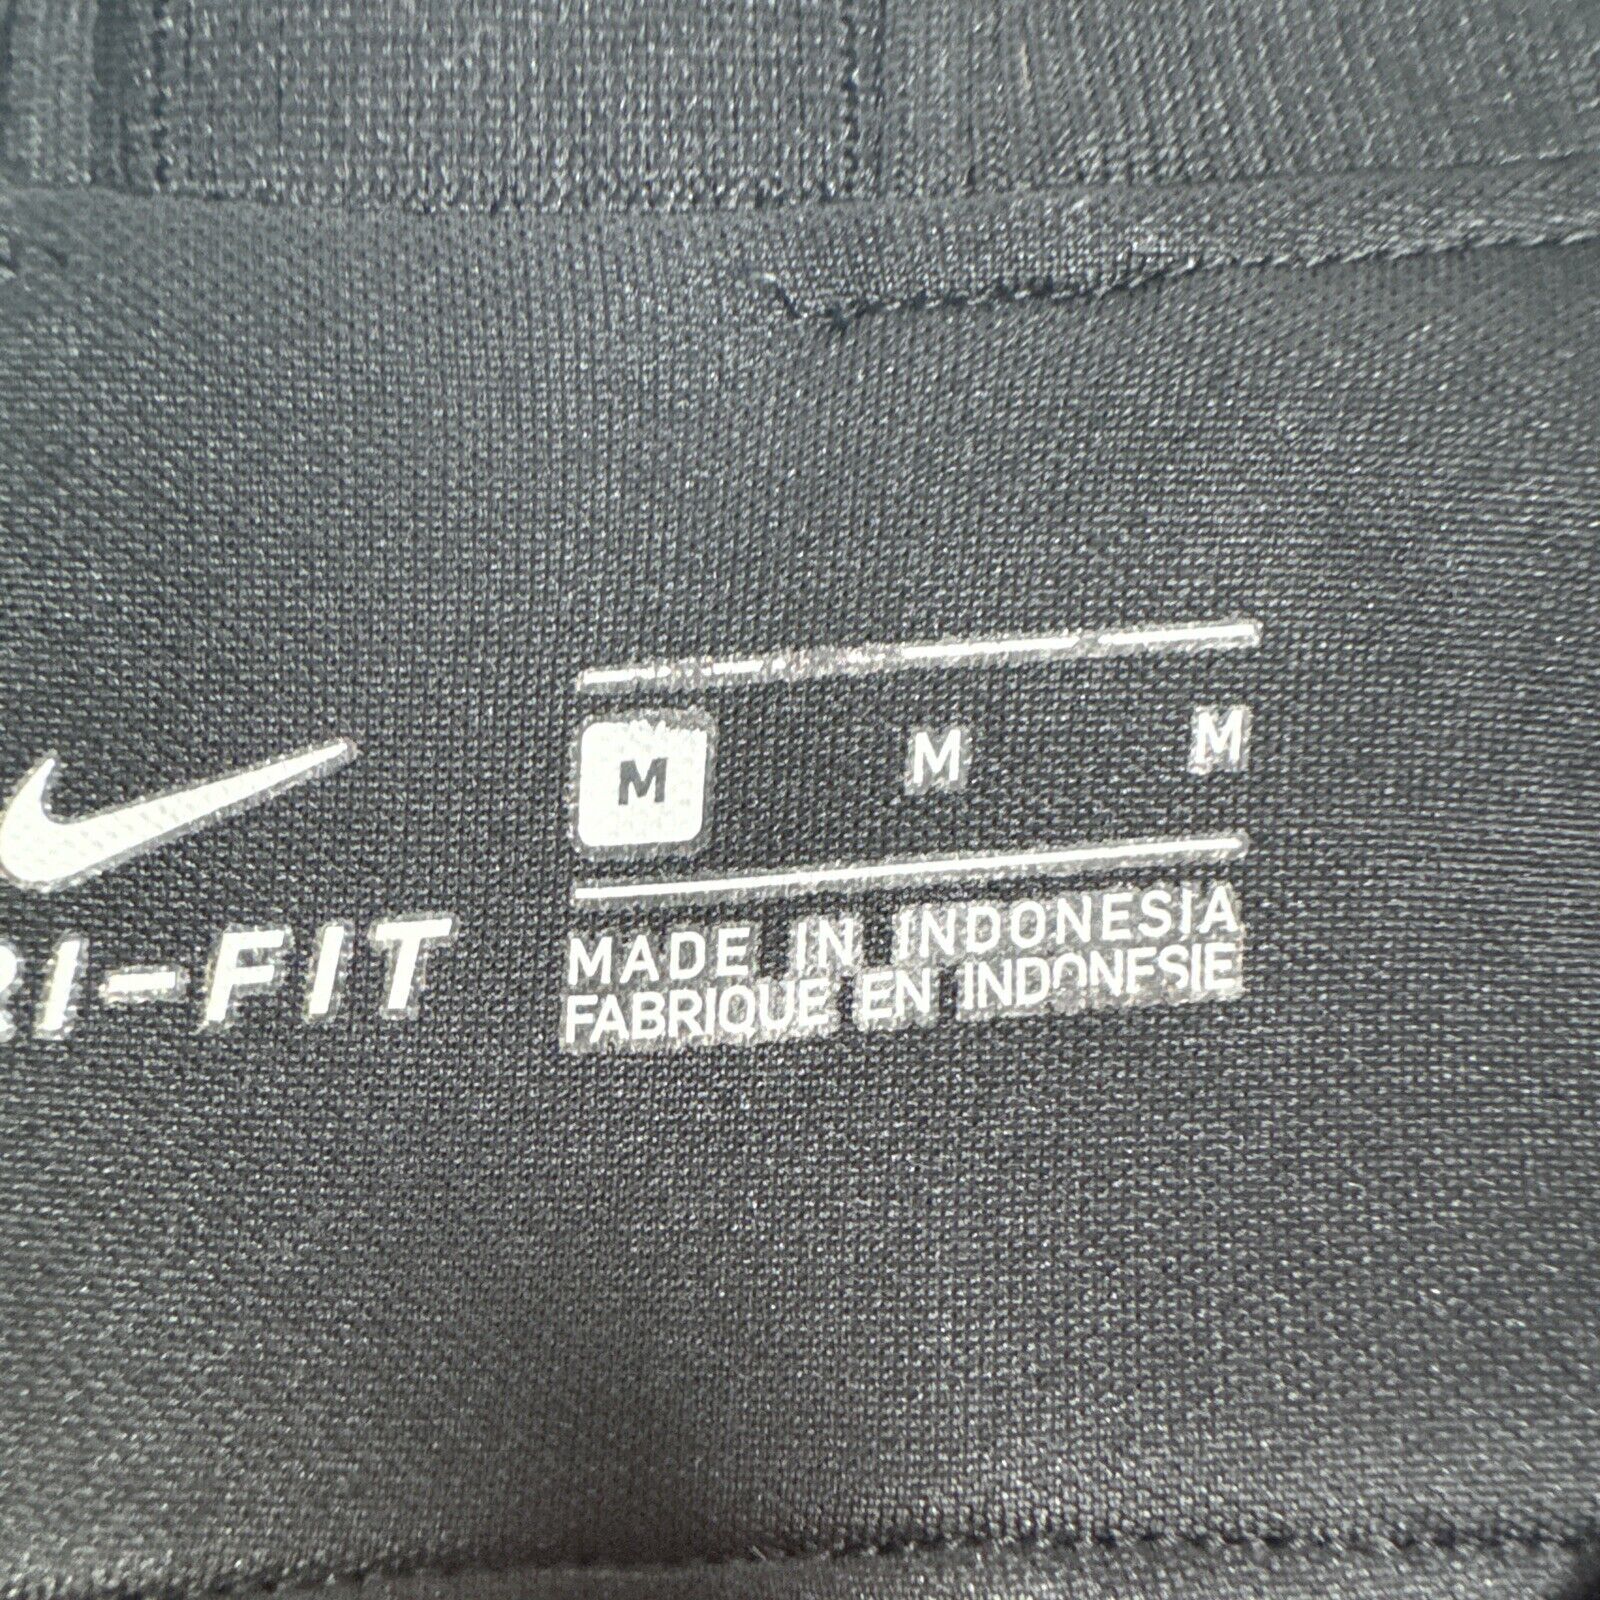 RI-FIT
M M M
MADE IN INDONESIA
FABRIQUE EN INDONESIE